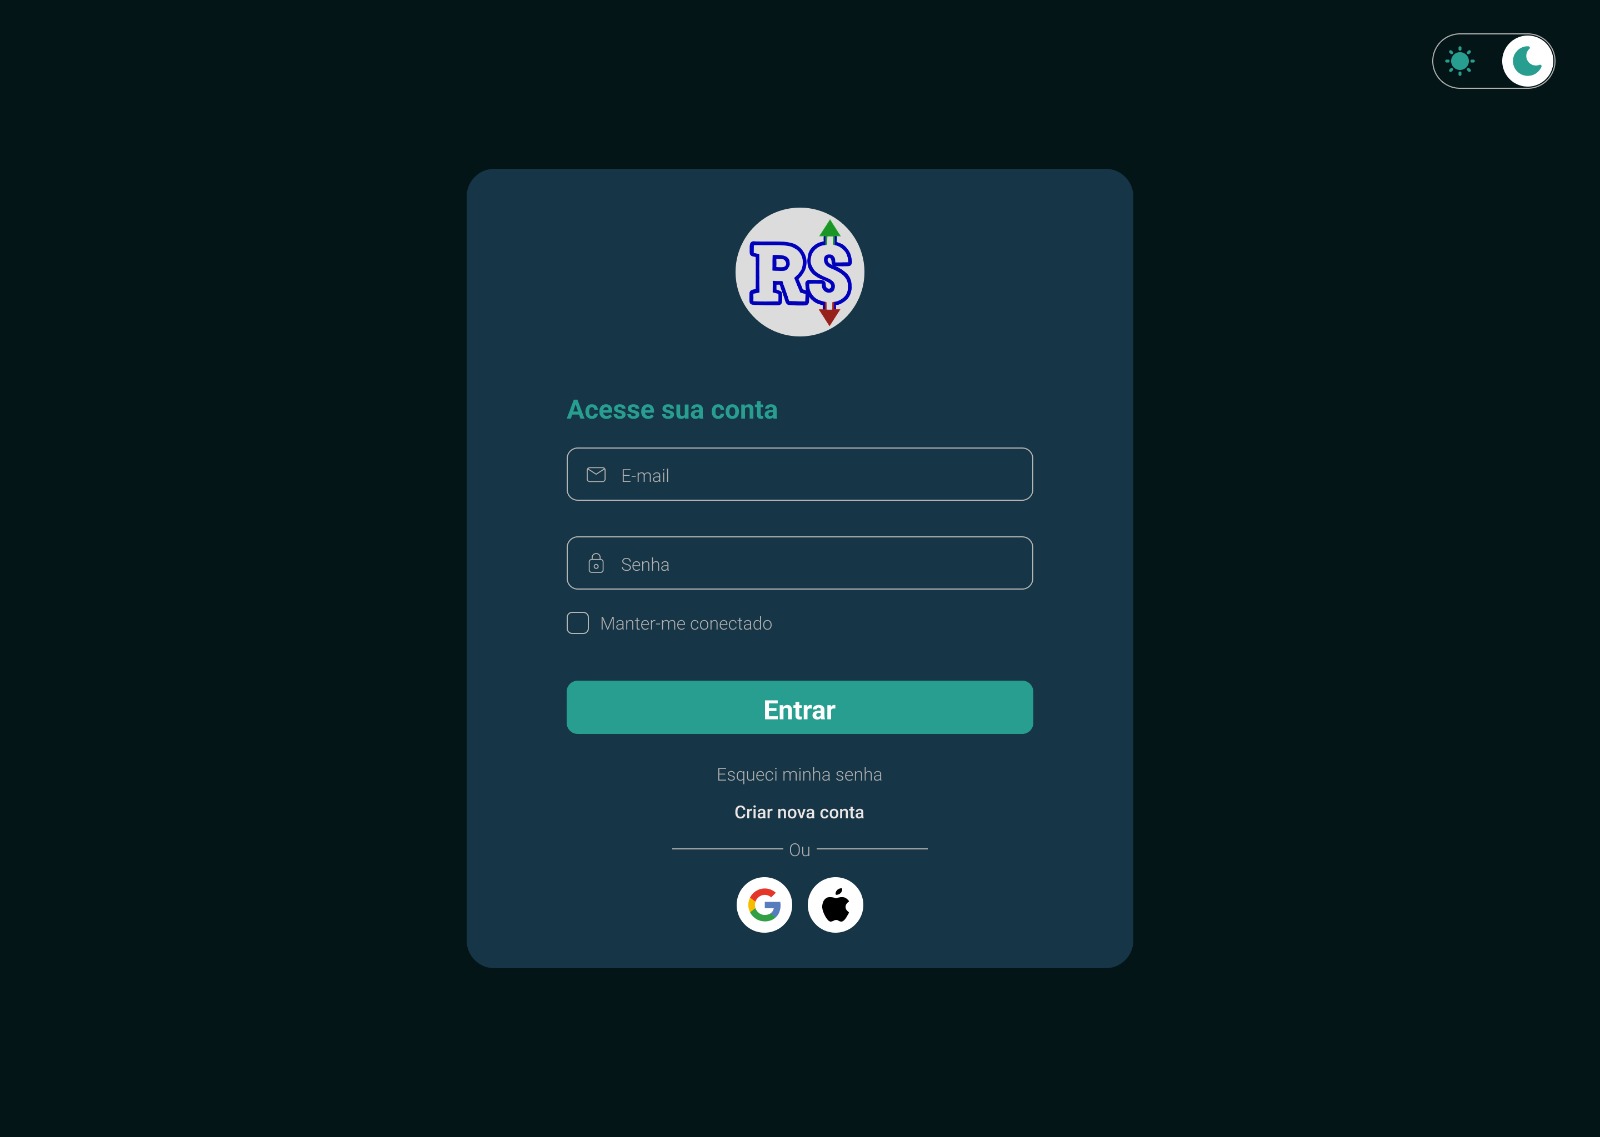 R$
Acesse sua conta
E-mail
Senha
Manter-me conectado
Entrar
Esqueci minha senha
Criar nova conta
Ou